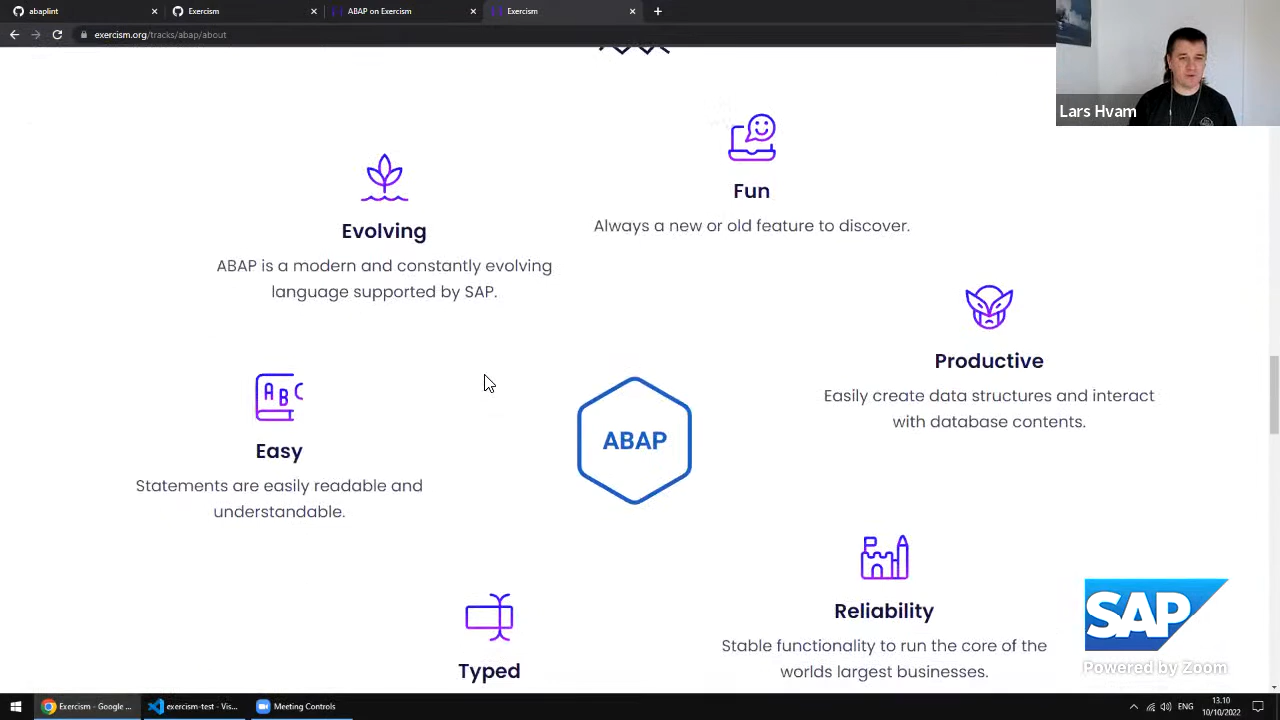 abaplint
Exercism
ABAP on Exercism
Exercism
exercism.org/tracks/abap/about
Lars Hvam
Fun
Always a new or old feature to discover.
Evolving
ABAP is a modern and constantly evolving
language supported by SAP.
Productive
Easily create data structures and interact
with database contents.
ABC
Easy
Statements are easily readable and
understandable.
ABAP
Reliability
Stable functionality to run the core of the
worlds largest businesses.
Typed
SAP
Powered by Zoom
Exercism - Google ...
exercism-test - Vis...
Meeting Controls
ENG
13.10
10/10/2022